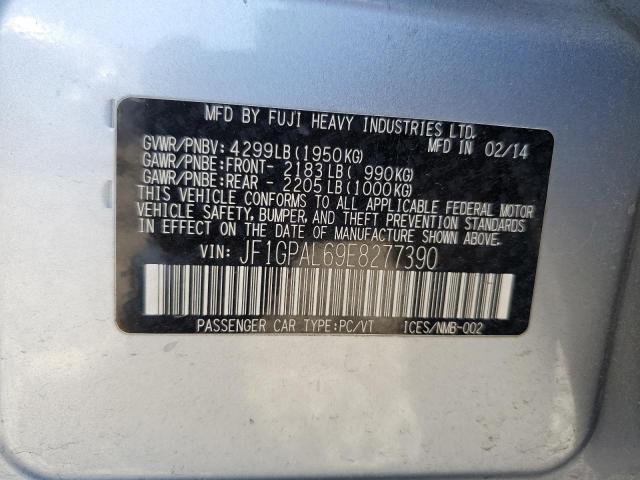 MFD BY FUJI HEAVY INDUSTRIES LTD.
GVWR/PNBV: 4299LB(1950KG) MFD IN 02/14
GAWR/PNBE:FRONT- 2183LB( 990KG)
GAWR/PNBE:REAR - 2205LB(1000KG)
THIS VEHICLE CONFORMS TO ALL APPLICABLE FEDERAL MOTOR
VEHICLE SAFETY, BUMPER, AND THEFT PREVENTION STANDARDS
IN EFFECT ON THE DATE OF MANUFACTURE SHOWN ABOVE.
VIN: JF1GPAL69E8277390
PASSENGER CAR TYPE:PC/VT ICES/NMB-002